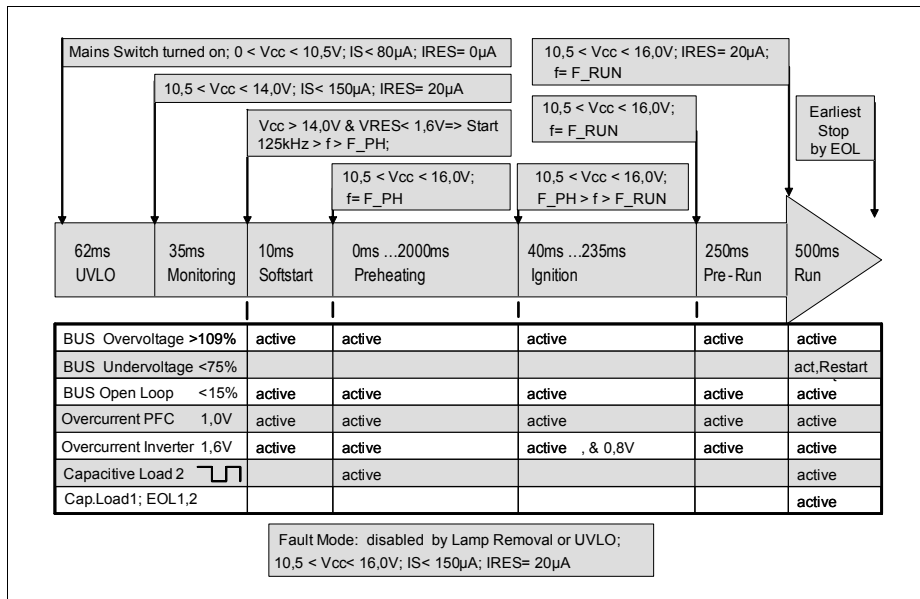 Mains Switch turned on; 0 < Vcc < 10,5V; IS< 80µA; IRES= 0µA
10,5 < Vcc < 16,0V; IRES= 20µA;
f= F_RUN
10,5 < Vcc < 14,0V; IS< 150µA; IRES= 20µA
10,5 < Vcc < 16,0V;
f= F_RUN
Earliest
Stop
by EOL
Vcc > 14,0V & VRES< 1,6V=> Start
125kHz > f > F_PH;
10,5 < Vcc < 16,0V;
f= F_PH
10,5 < Vcc < 16,0V;
F_PH > f > F_RUN
62ms 35ms 10ms 0ms ...2000ms 40ms ...235ms 250ms 500ms
UVLO Monitoring Softstart Preheating Ignition Pre-Run Run
BUS Overvoltage >109% active active active active active
BUS Undervoltage <75% act,Restart
BUS Open Loop <15% active active active active active
Overcurrent PFC 1,0V active active active active active
Overcurrent Inverter 1,6V active active active , & 0,8V active active
Capacitive Load 2 active active
Cap.Load1; EOL1,2 active
Fault Mode: disabled by Lamp Removal or UVLO;
10,5 < Vcc< 16,0V; IS< 150µA; IRES= 20µA